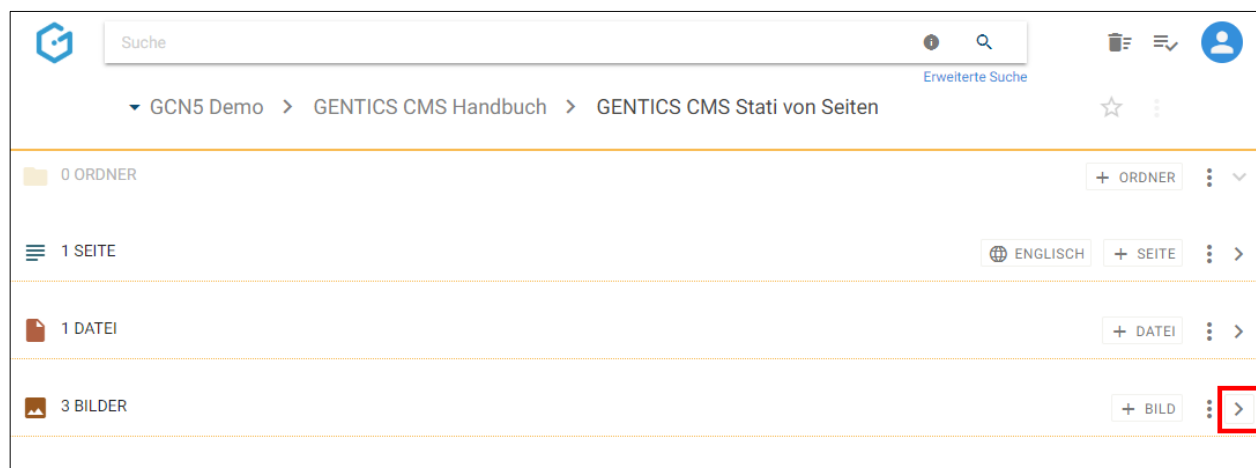 Suche
Erweiterte Suche
GCN5 Demo > GENTICS CMS Handbuch > GENTICS CMS Stati von Seiten
0 ORDNER + ORDNER
1 SEITE ENGLISCH + SEITE
1 DATEI + DATEI
3 BILDER + BILD